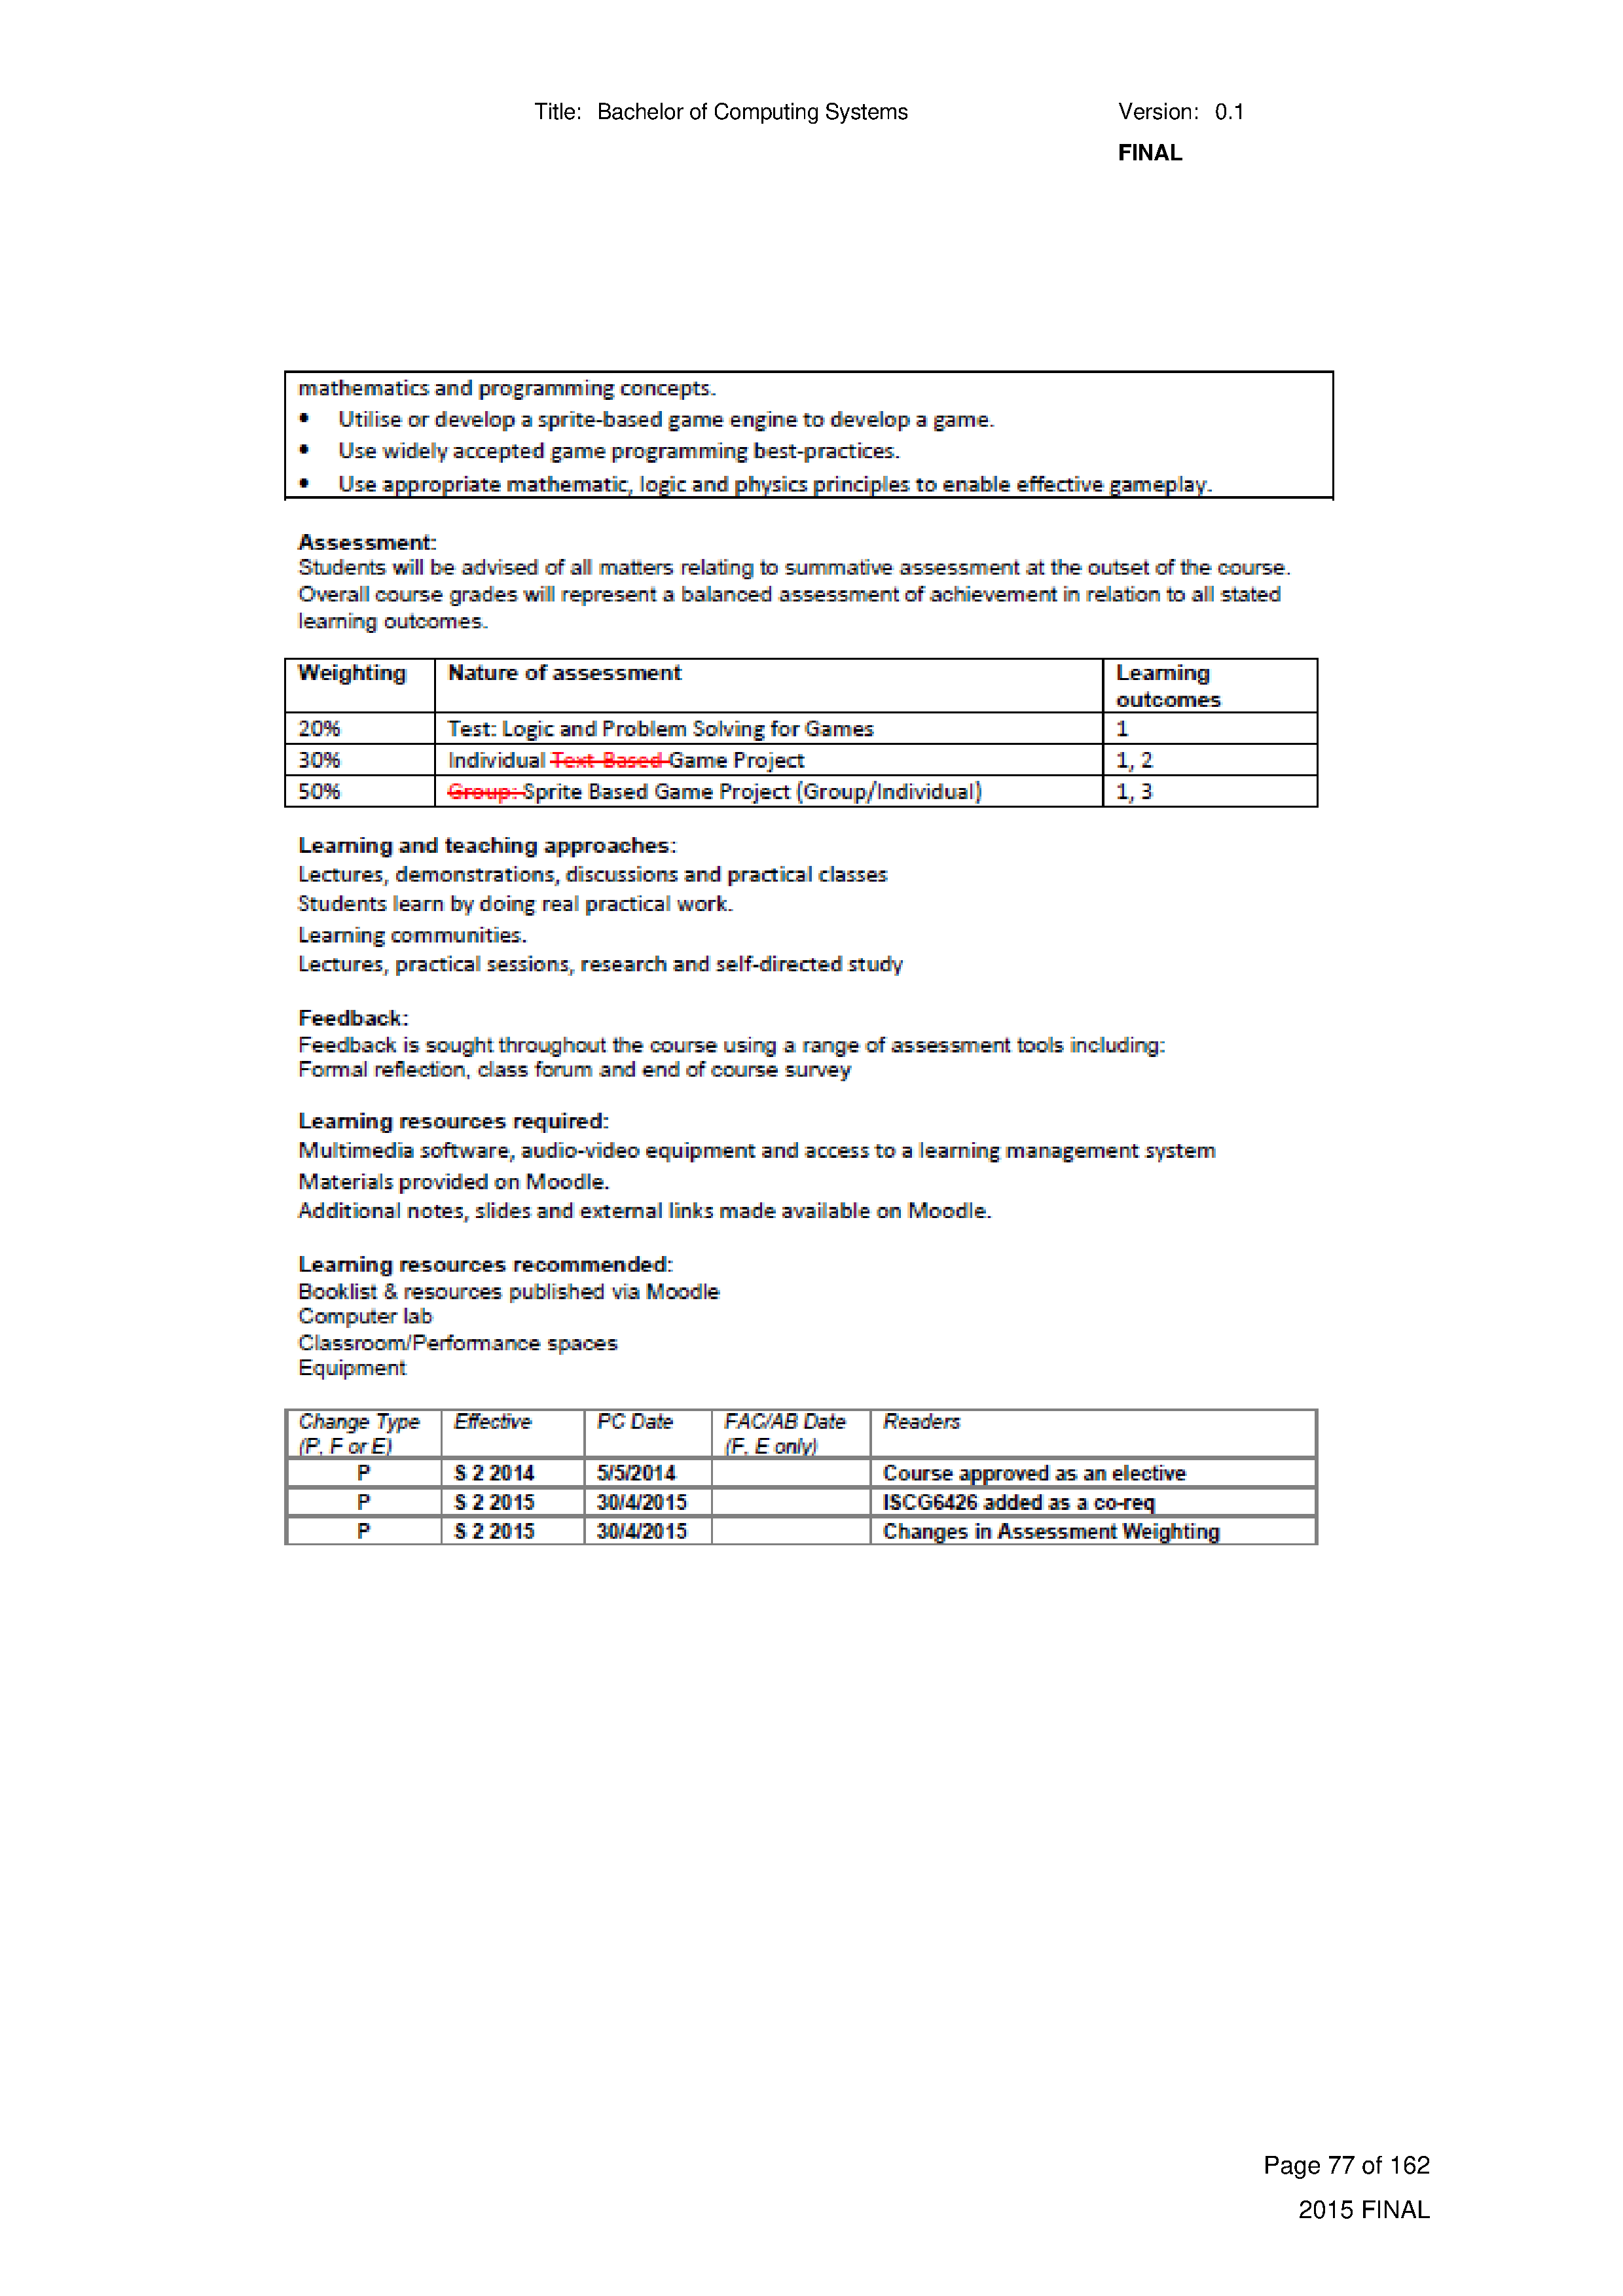 Title: Bachelor of Computing Systems Version: 0.1
FINAL
mathematics and programming concepts.
• Utilise or develop a sprite-based game engine to develop a game.
• Use widely accepted game programming best-practices.
• Use appropriate mathematic, logic and physics principles to enable effective gameplay.
Assessment:
Students will be advised of all matters relating to summative assessment at the outset of the course.
Overall course grades will represent a balanced assessment of achievement in relation to all stated
learning outcomes.
Weighting Nature of assessment Learning
outcomes
20% Test: Logic and Problem Solving for Games 1
30% Individual Text-Based Game Project 1, 2
50% Group: Sprite Based Game Project (Group/Individual) 1, 3
Learning and teaching approaches:
Lectures, demonstrations, discussions and practical classes
Students learn by doing real practical work.
Learning communities.
Lectures, practical sessions, research and self-directed study
Feedback:
Feedback is sought throughout the course using a range of assessment tools including:
Formal reflection, class forum and end of course survey
Learning resources required:
Multimedia software, audio-video equipment and access to a learning management system
Materials provided on Moodle.
Additional notes, slides and external links made available on Moodle.
Learning resources recommended:
Booklist & resources published via Moodle
Computer lab
Classroom/Performance spaces
Equipment
Change Type Effective PC Date FAC/AB Date Readers
(P, F or E) (F, E only)
P S 2 2014 5/5/2014 Course approved as an elective
P S 2 2015 30/4/2015 ISCG6426 added as a co-req
P S 2 2015 30/4/2015 Changes in Assessment Weighting
Page 77 of 162
2015 FINAL